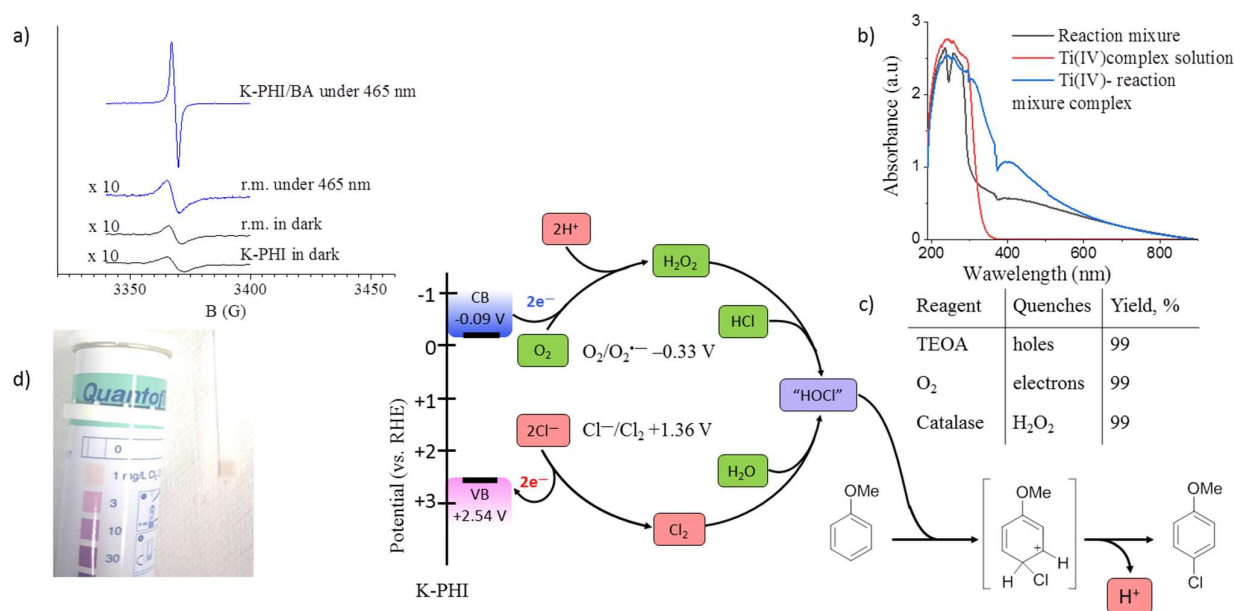 a)
K-PHI/BA under 465 nm
x 10
r.m. under 465 nm
x 10
r.m. in dark
x 10
K-PHI in dark
3350
3400
3450
B (G)
b)
3
2
1
0
Absorbance (a.u)
Reaction mixture
Ti(IV)complex solution
Ti(IV)- reaction
mixture complex
200
400
600
800
Wavelength (nm)
c)
Reagent Quenches Yield, %
TEOA holes 99
O₂ electrons 99
Catalase H₂O₂ 99
d)
Quantof
0
1 mg/L Cl₂
3
10
30
Potential (vs. RHE)
-1
0
+1
+2
+3
K-PHI
CB
-0.09 V
VB
+2.54 V
2e⁻
2H⁺
O₂
H₂O₂
O₂/O₂•⁻ –0.33 V
HCl
"HOCl"
2Cl⁻
Cl⁻/Cl₂ +1.36 V
2e⁻
H₂O
Cl₂
OMe
OMe
+
H
H Cl
H⁺
OMe
Cl